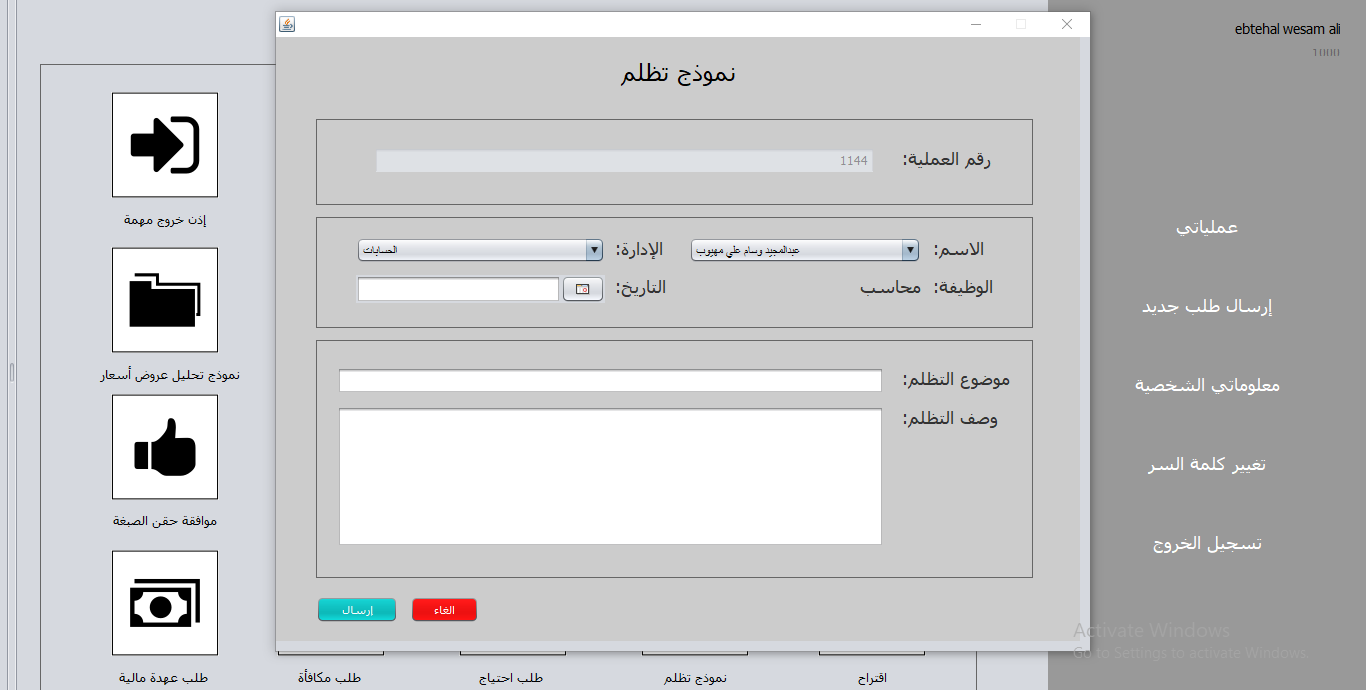 ebtehal wesam ali
1000
عملياتي
إرسال طلب جديد
معلوماتي الشخصية
تغيير كلمة السر
تسجيل الخروج
نموذج تظلم
رقم العملية: 1144
الاسم: عبدالمجيد وسام علي مهيوب الإدارة: الحسابات
الوظيفة: محاسب التاريخ:
موضوع التظلم:
وصف التظلم:
الغاء إرسال
إذن خروج مهمة
نموذج تحليل عروض أسعار
موافقة حقن الصبغة
اقتراح نموذج تظلم طلب احتياج طلب مكافأة طلب عهدة مالية
Activate Windows
Go to Settings to activate Windows.